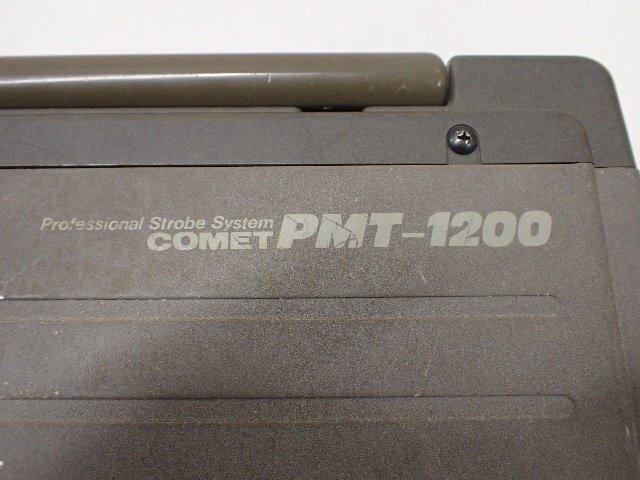 Professional Strobe System
COMET PMT-1200